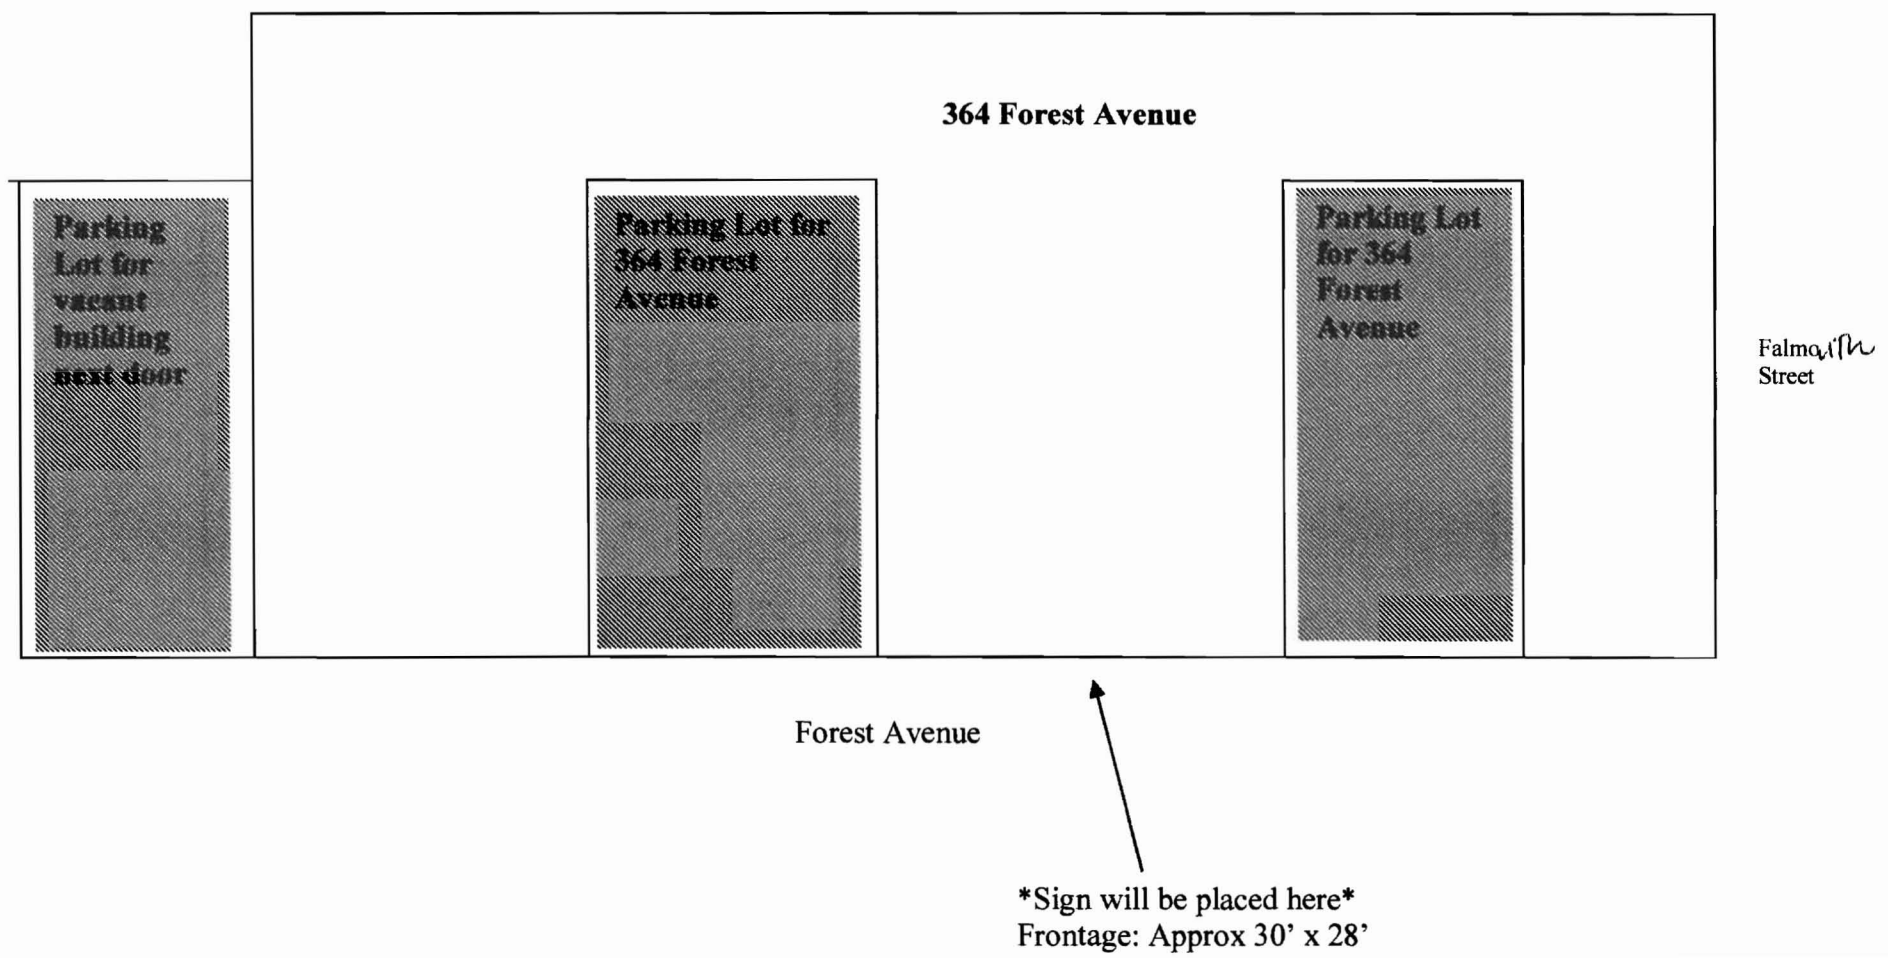 364 Forest Avenue
Parking
Lot for
vacant
building
next door
Parking Lot for
364 Forest
Avenue
Parking Lot
for 364
Forest
Avenue
Falmouth
Street
Forest Avenue
*Sign will be placed here*
Frontage: Approx 30’ x 28’